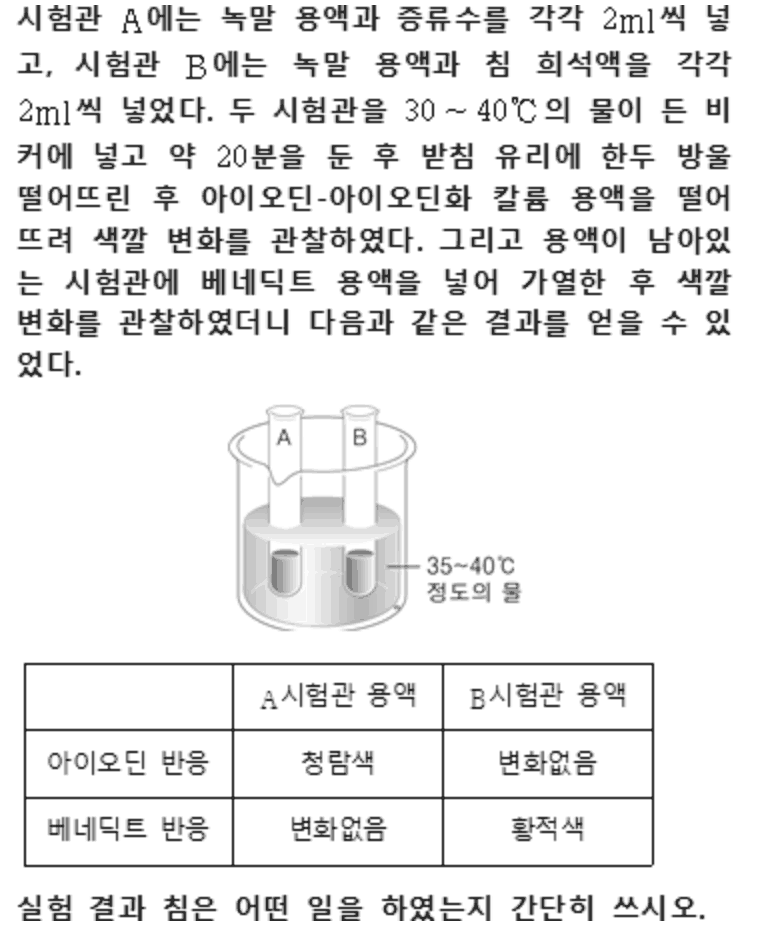 시험관 A에는 녹말 용액과 증류수를 각각 2ml씩 넣
고, 시험관 B에는 녹말 용액과 침 희석액을 각각
2ml씩 넣었다. 두 시험관을 30 ~ 40℃의 물이 든 비
커에 넣고 약 20분을 둔 후 받침 유리에 한두 방울
떨어뜨린 후 아이오딘-아이오딘화 칼륨 용액을 떨어
뜨려 색깔 변화를 관찰하였다. 그리고 용액이 남아있
는 시험관에 베네딕트 용액을 넣어 가열한 후 색깔
변화를 관찰하였더니 다음과 같은 결과를 얻을 수 있
었다.
A B
35~40℃
정도의 물
A시험관 용액 B시험관 용액
아이오딘 반응 청람색 변화없음
베네딕트 반응 변화없음 황적색
실험 결과 침은 어떤 일을 하였는지 간단히 쓰시오.